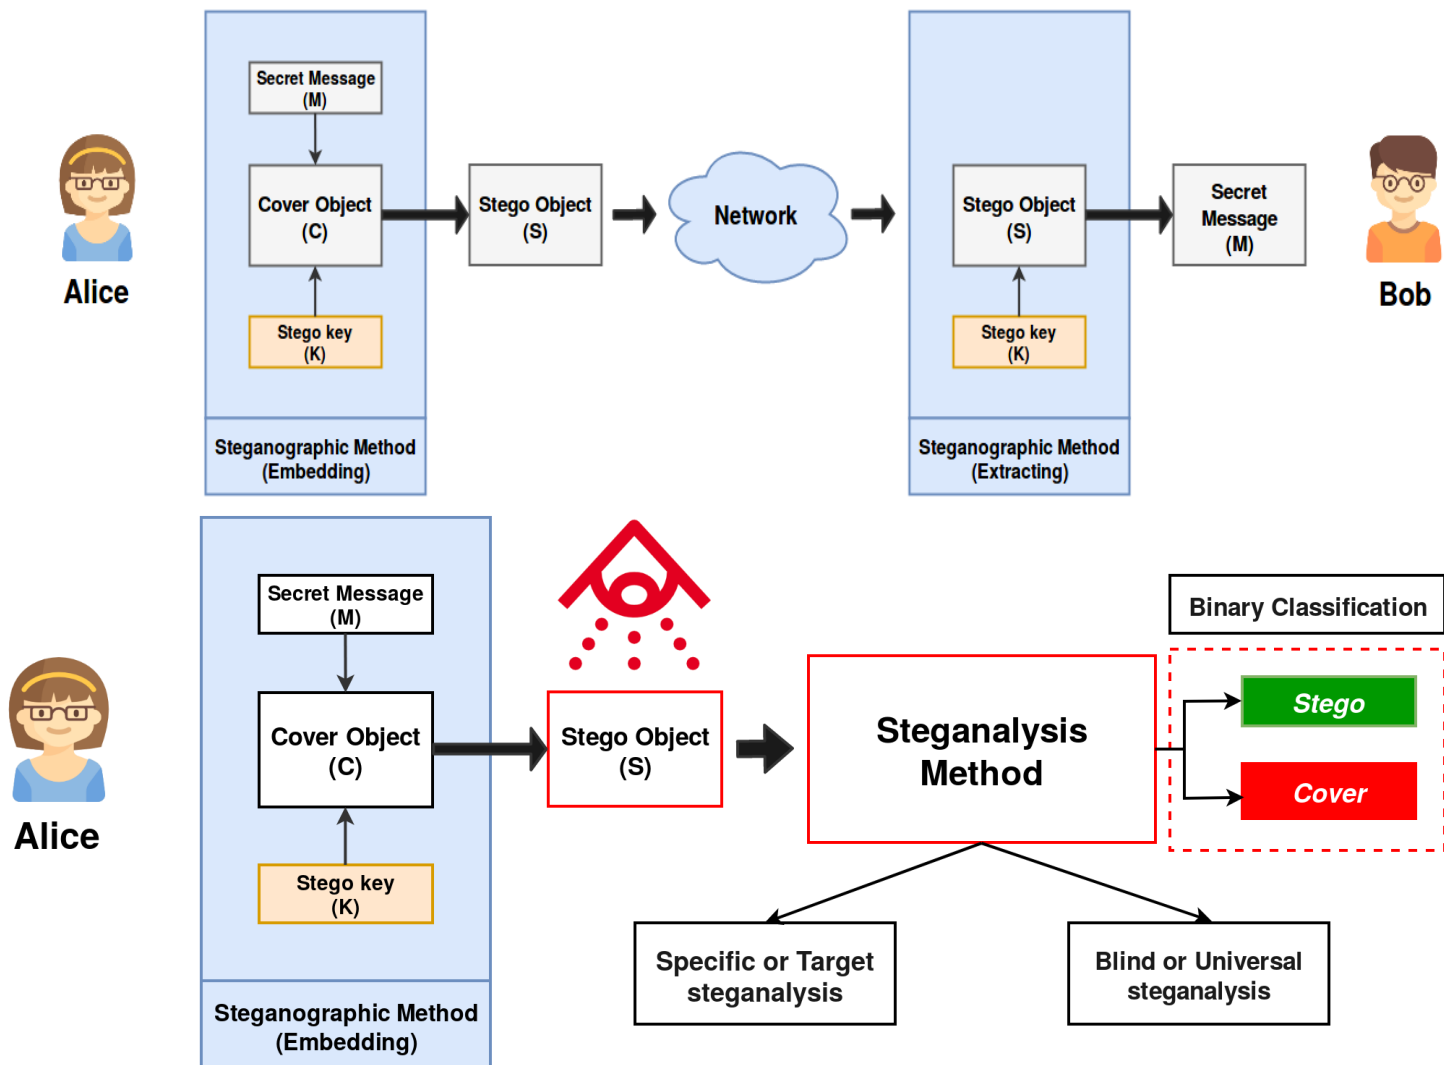 Secret Message
(M)
Cover Object
(C)
Stego key
(K)
Steganographic Method
(Embedding)
Alice
Stego Object
(S)
Network
Stego Object
(S)
Stego key
(K)
Steganographic Method
(Extracting)
Secret
Message
(M)
Bob
Secret Message
(M)
Cover Object
(C)
Stego key
(K)
Steganographic Method
(Embedding)
Alice
Stego Object
(S)
Steganalysis
Method
Binary Classification
Stego
Cover
Specific or Target
steganalysis
Blind or Universal
steganalysis